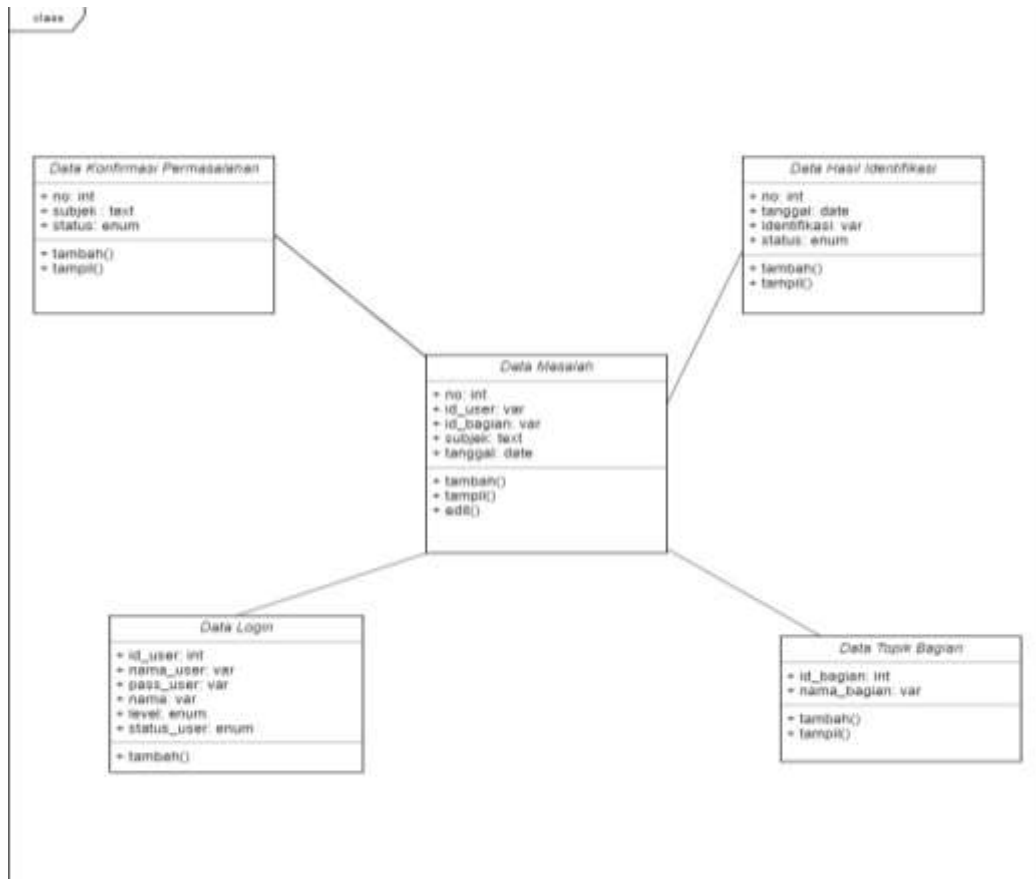 class
Data Konfirmasi Permasalahan
+ no: int
+ subjek : text
+ status: enum
+ tambah()
+ tampil()
Data Hasil Identifikasi
+ no: int
+ tanggal: date
+ identifikasi: var
+ status: enum
+ tambah()
+ tampil()
Data Masalah
+ no: int
+ id_user: var
+ id_bagian: var
+ subjek: text
+ tanggal: date
+ tambah()
+ tampil()
+ edit()
Data Login
+ id_user: int
+ nama_user: var
+ pass_user: var
+ nama: var
+ level: enum
+ status_user: enum
+ tambah()
Data Topik Bagian
+ id_bagian: int
+ nama_bagian: var
+ tambah()
+ tampil()